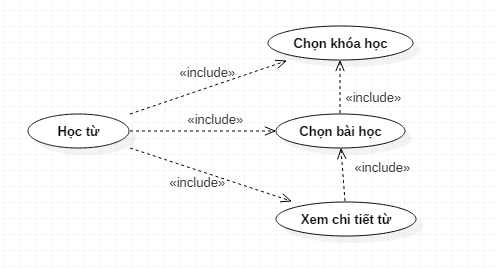 Chọn khóa học
«include»
«include»
«include»
Học từ
Chọn bài học
«include»
«include»
Xem chi tiết từ